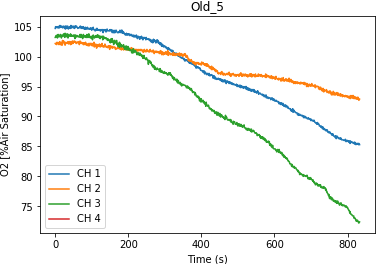 Old_5
O2 [%Air Saturation]
105
100
95
90
85
80
75
CH 1
CH 2
CH 3
CH 4
0 200 400 600 800
Time (s)